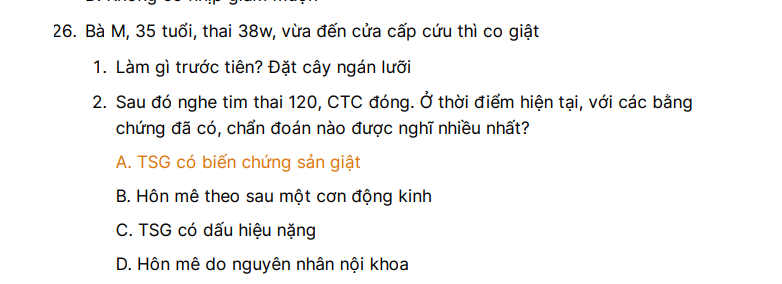 26. Bà M, 35 tuổi, thai 38w, vừa đến cửa cấp cứu thì co giật
1. Làm gì trước tiên? Đặt cây ngán lưỡi
2. Sau đó nghe tim thai 120, CTC đóng. Ở thời điểm hiện tại, với các bằng
chứng đã có, chẩn đoán nào được nghĩ nhiều nhất?
A. TSG có biến chứng sản giật
B. Hôn mê theo sau một cơn động kinh
C. TSG có dấu hiệu nặng
D. Hôn mê do nguyên nhân nội khoa